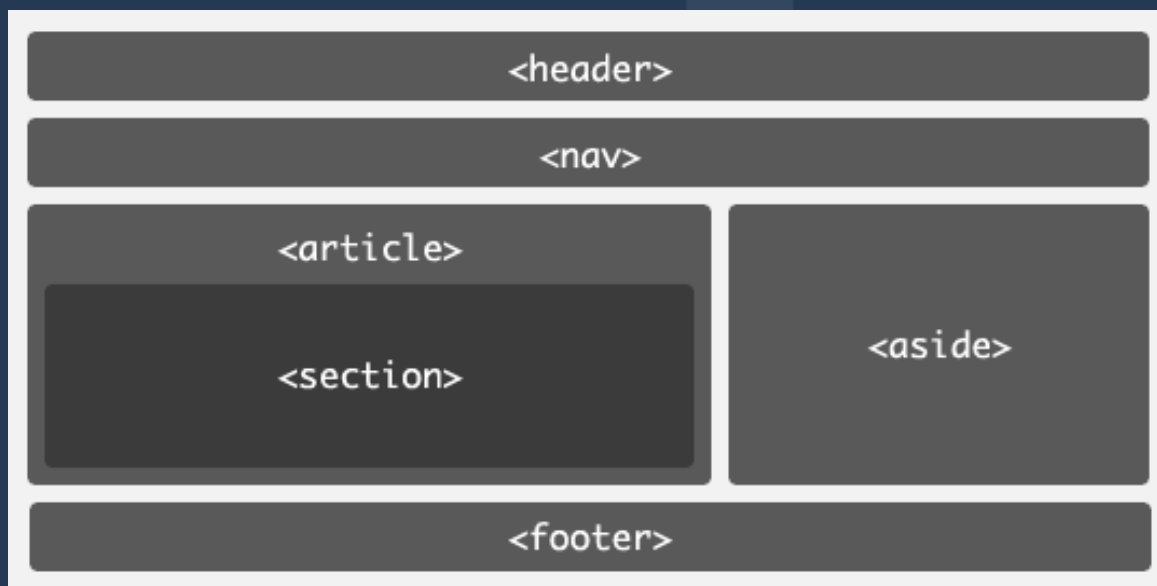 <header>
<nav>
<article>
<section>
<aside>
<footer>